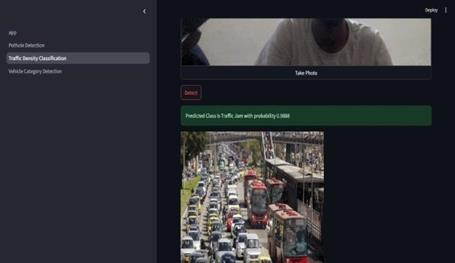 Deploy
App
Pothole Detection
Traffic Density Classification
Vehicle Category Detection
Take Photo
Detect
Predicted Class is Traffic Jam with probability 0.9888